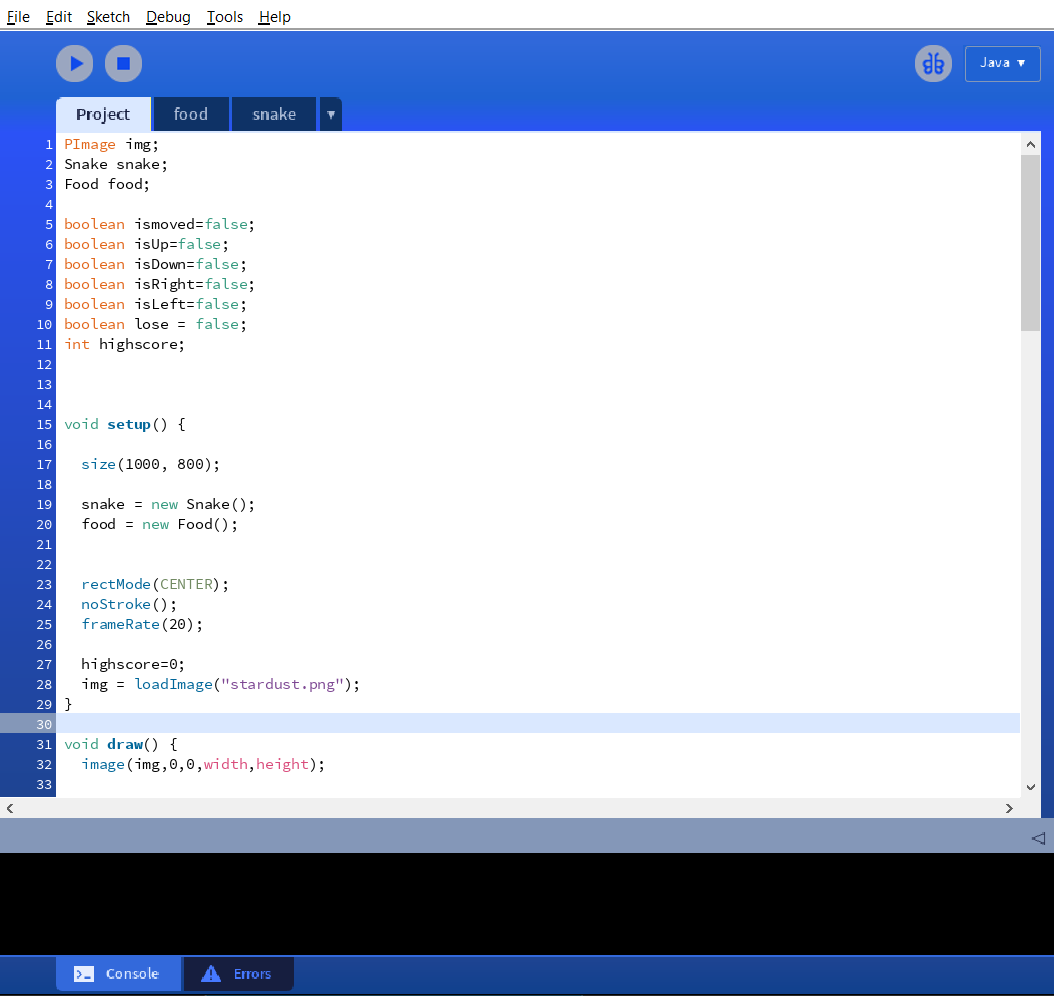 File Edit Sketch Debug Tools Help
Java ▼
Project food snake ▼
1 PImage img;
2 Snake snake;
3 Food food;
4
5 boolean ismoved=false;
6 boolean isUp=false;
7 boolean isDown=false;
8 boolean isRight=false;
9 boolean isLeft=false;
10 boolean lose = false;
11 int highscore;
12
13
14
15 void setup() {
16
17   size(1000, 800);
18
19   snake = new Snake();
20   food = new Food();
21
22
23   rectMode(CENTER);
24   noStroke();
25   frameRate(20);
26
27   highscore=0;
28   img = loadImage("stardust.png");
29 }
30
31 void draw() {
32   image(img,0,0,width,height);
33
Console Errors